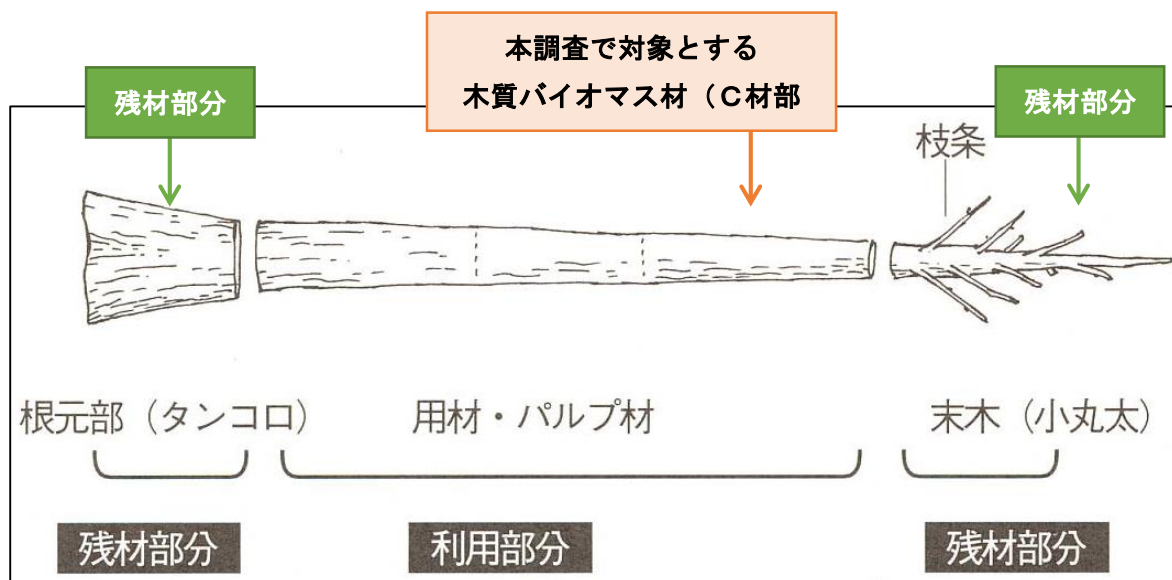 本調査で対象とする
木質バイオマス材（Ｃ材部
残材部分
残材部分
枝条
根元部（タンコロ）
用材・パルプ材
末木（小丸太）
残材部分
利用部分
残材部分